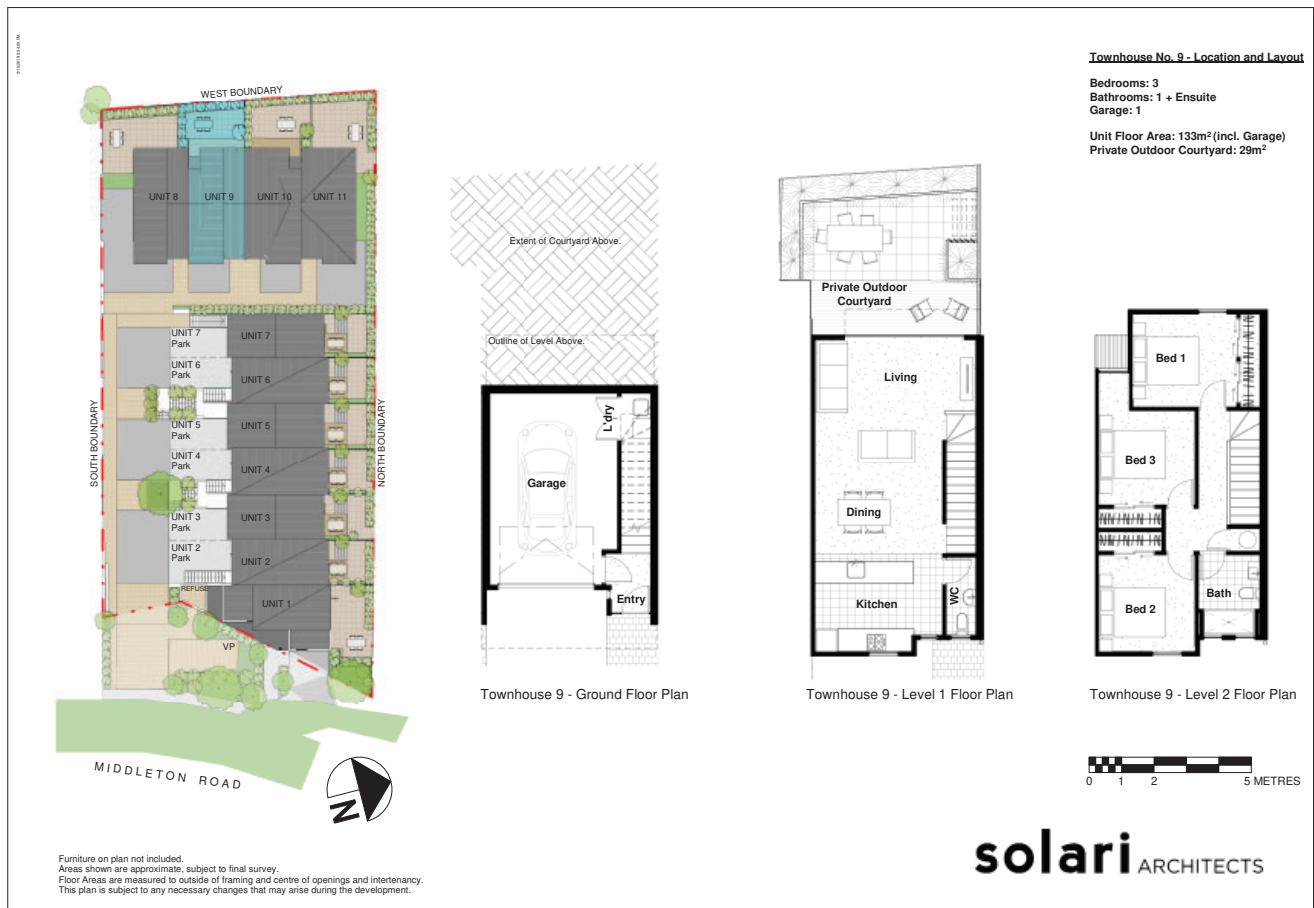 Townhouse No. 9 - Location and Layout
Bedrooms: 3
Bathrooms: 1 + Ensuite
Garage: 1
Unit Floor Area: 133m² (incl. Garage)
Private Outdoor Courtyard: 29m²
WEST BOUNDARY
UNIT 8
UNIT 9
UNIT 10
UNIT 11
UNIT 7
Park
UNIT 7
UNIT 6
Park
UNIT 6
UNIT 5
Park
UNIT 5
UNIT 4
Park
UNIT 4
UNIT 3
Park
UNIT 3
UNIT 2
Park
UNIT 2
REFUSE
UNIT 1
VP
SOUTH BOUNDARY
NORTH BOUNDARY
MIDDLETON ROAD
N
Extent of Courtyard Above.
Outline of Level Above.
L'dry
Garage
Entry
Townhouse 9 - Ground Floor Plan
Private Outdoor
Courtyard
Living
Dining
Kitchen
WC
Townhouse 9 - Level 1 Floor Plan
Bed 1
Bed 3
Bed 2
Bath
Townhouse 9 - Level 2 Floor Plan
0 1 2 5 METRES
solari ARCHITECTS
Furniture on plan not included.
Areas shown are approximate, subject to final survey.
Floor Areas are measured to outside of framing and centre of openings and intertenancy.
This plan is subject to any necessary changes that may arise during the development.